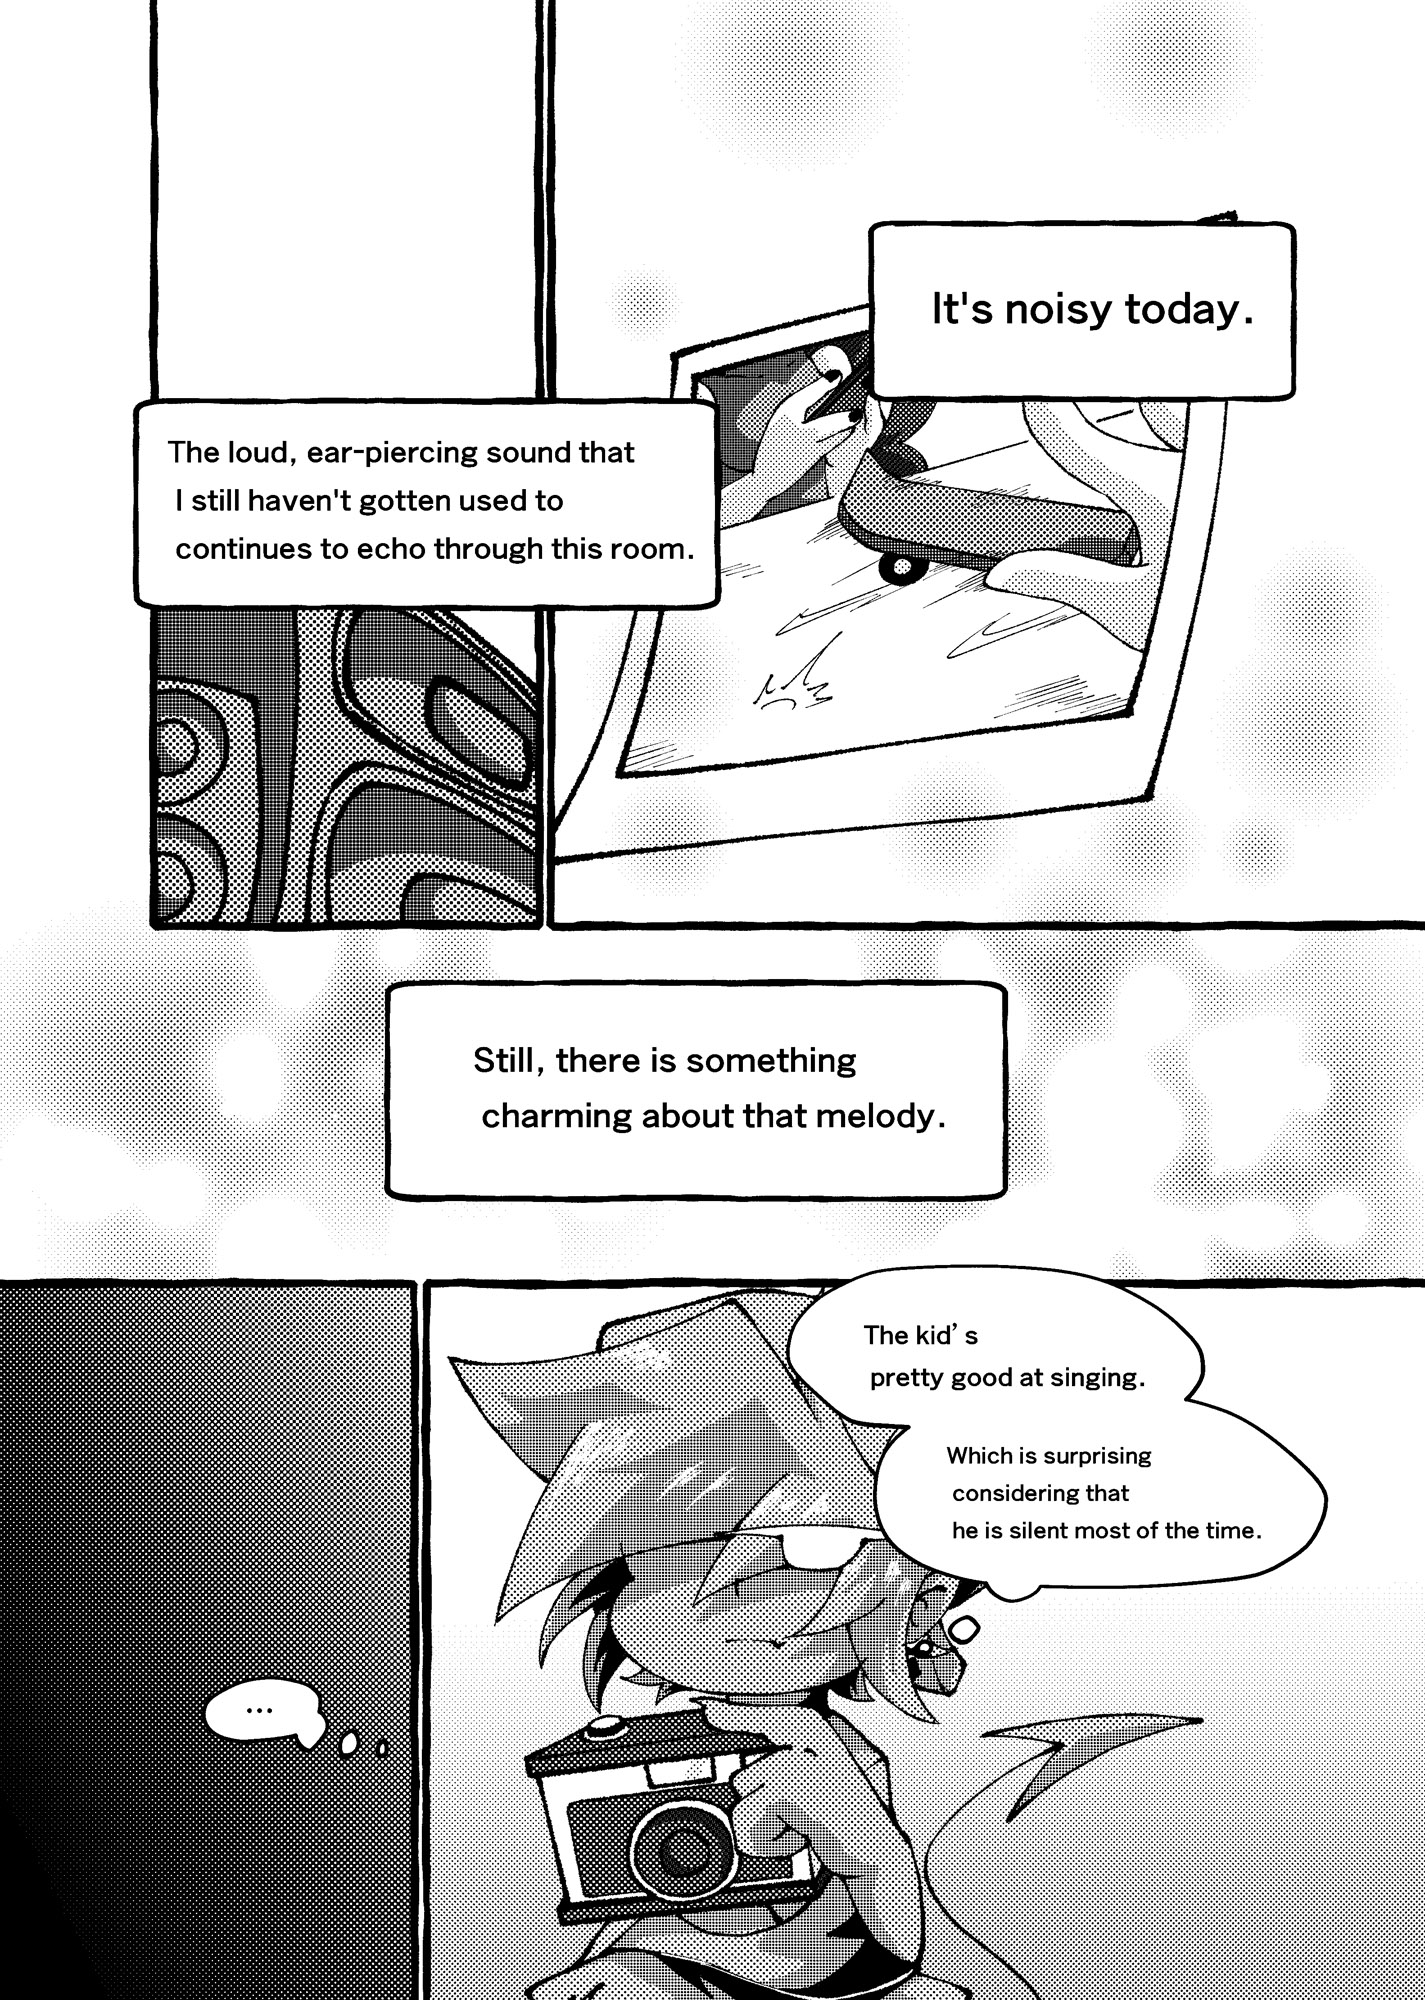 It's noisy today.
The loud, ear-piercing sound that
I still haven't gotten used to
continues to echo through this room.
Still, there is something
charming about that melody.
The kid’s
pretty good at singing.
Which is surprising
considering that
he is silent most of the time.
...